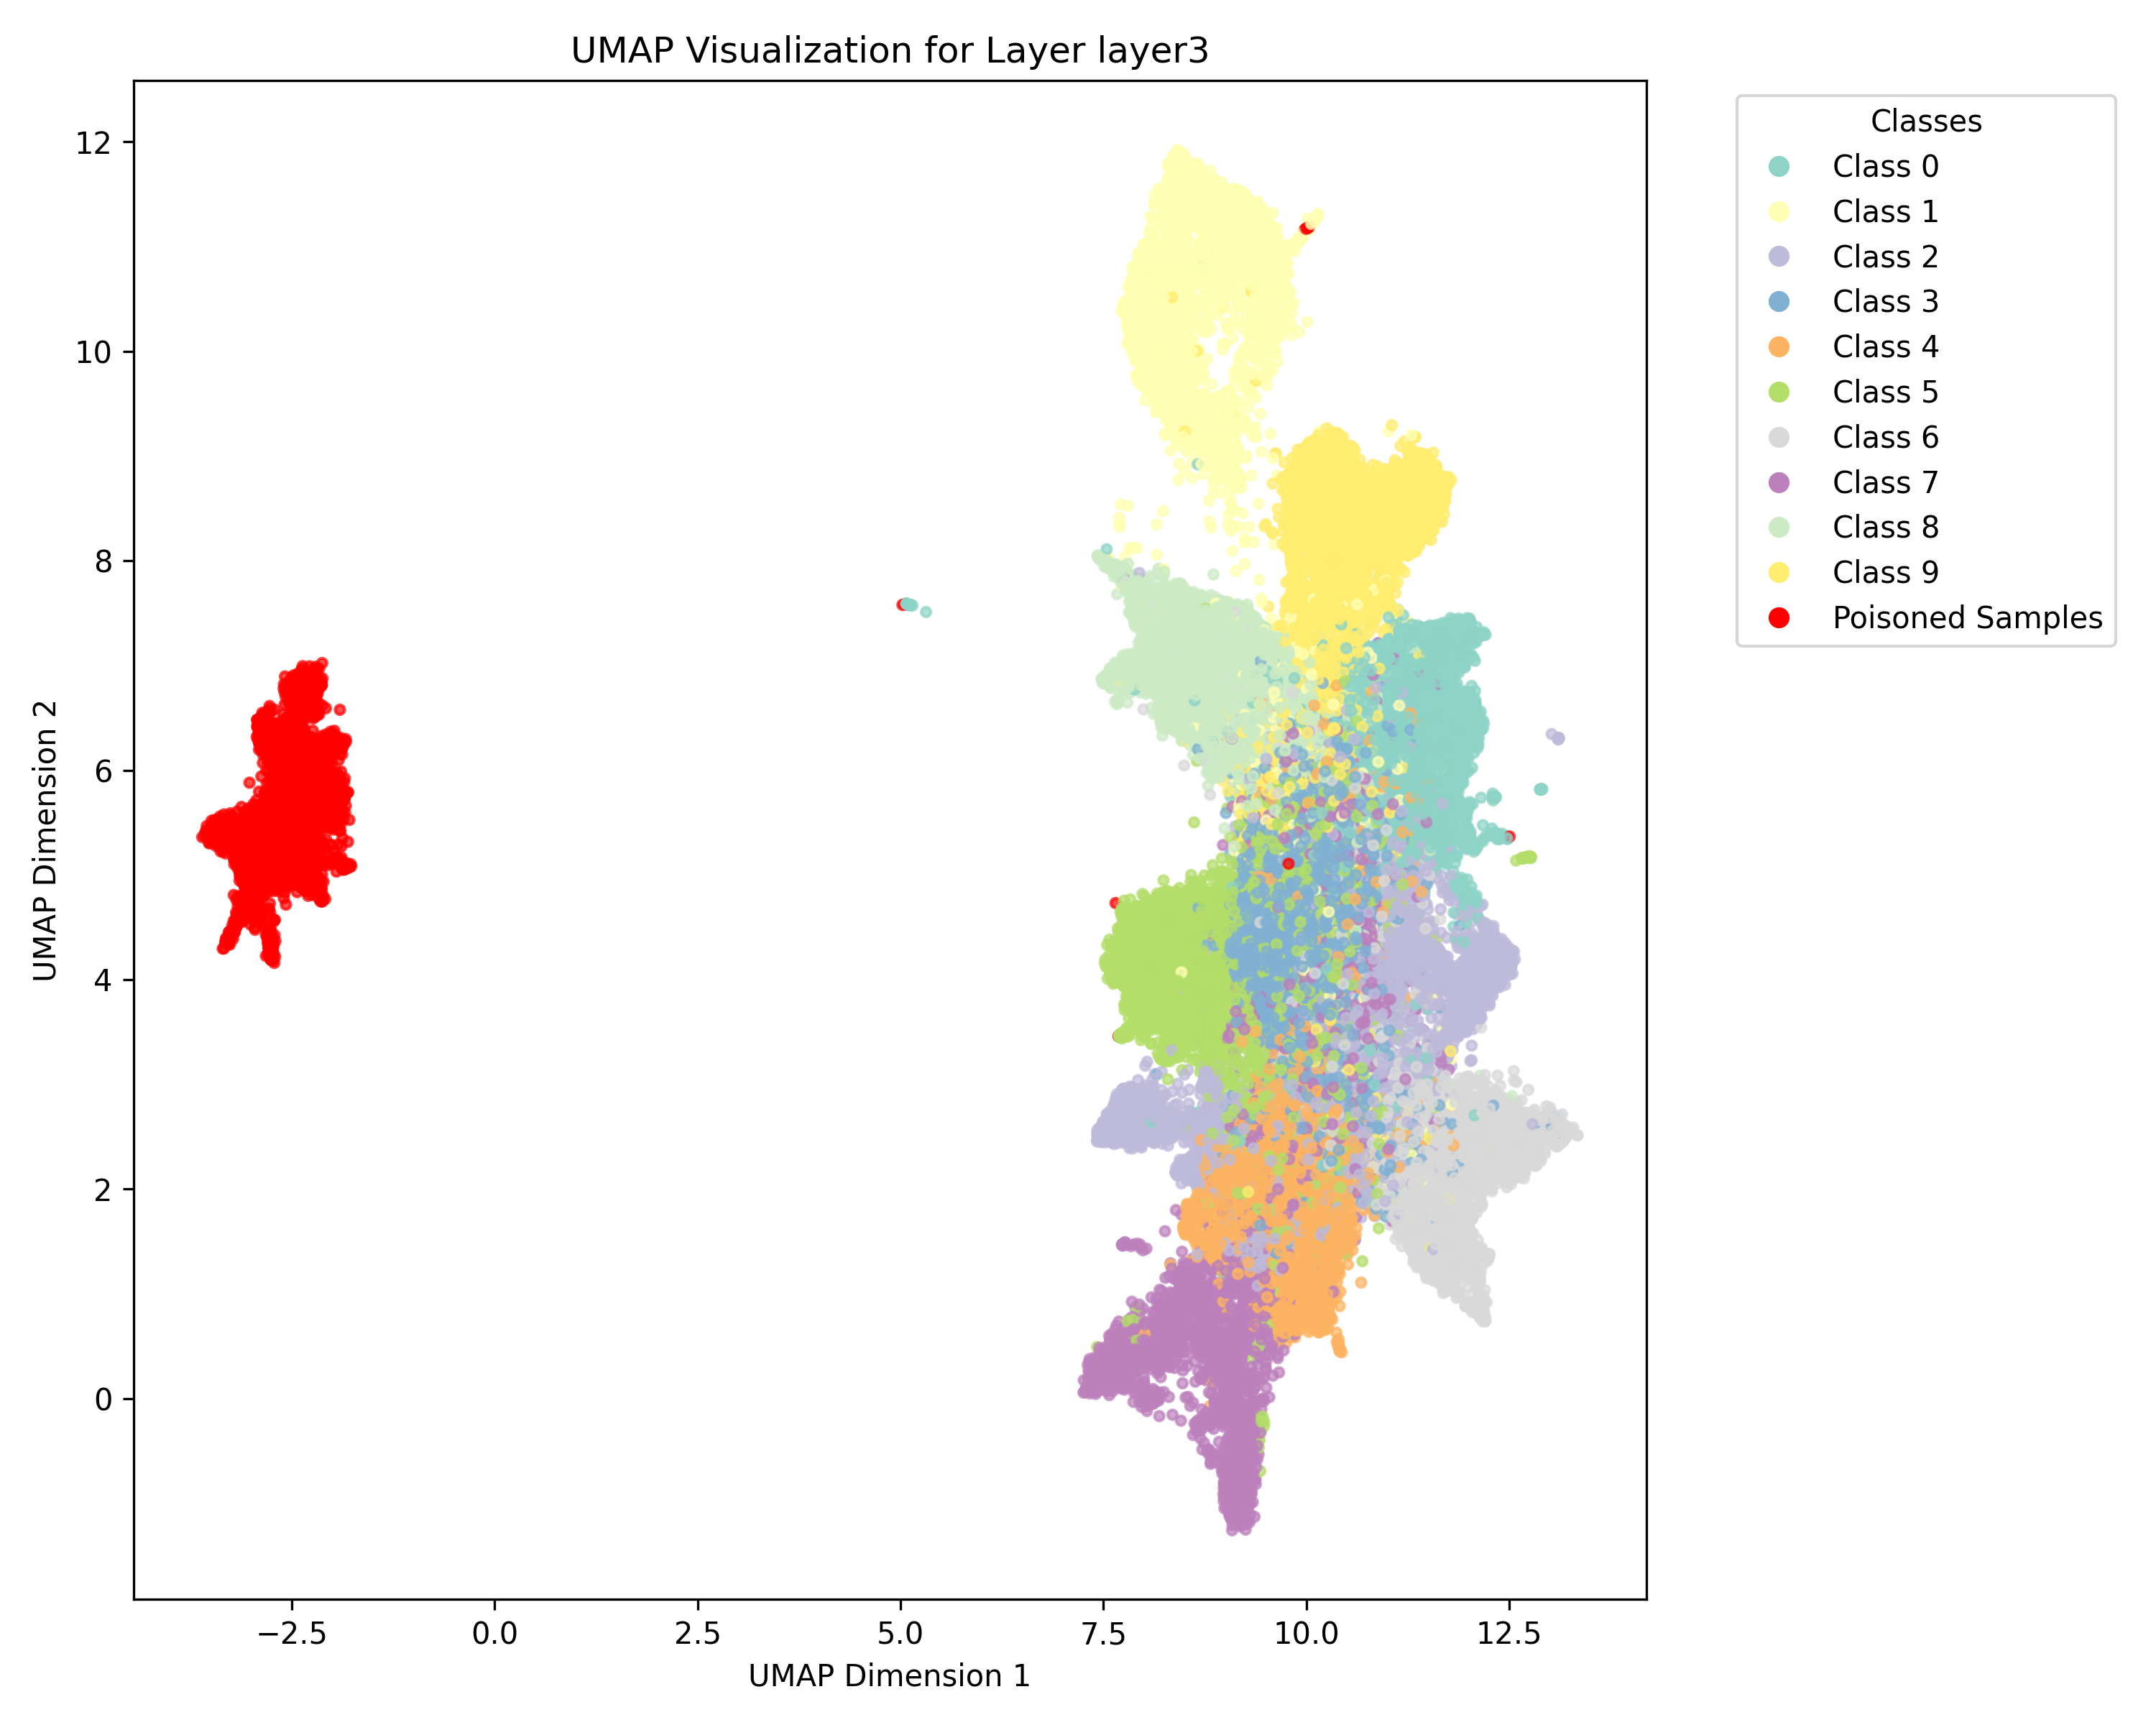 UMAP Visualization for Layer layer3
UMAP Dimension 2
12
10
8
6
4
2
0
−2.5
0.0
2.5
5.0
7.5
10.0
12.5
UMAP Dimension 1
Classes
Class 0
Class 1
Class 2
Class 3
Class 4
Class 5
Class 6
Class 7
Class 8
Class 9
Poisoned Samples